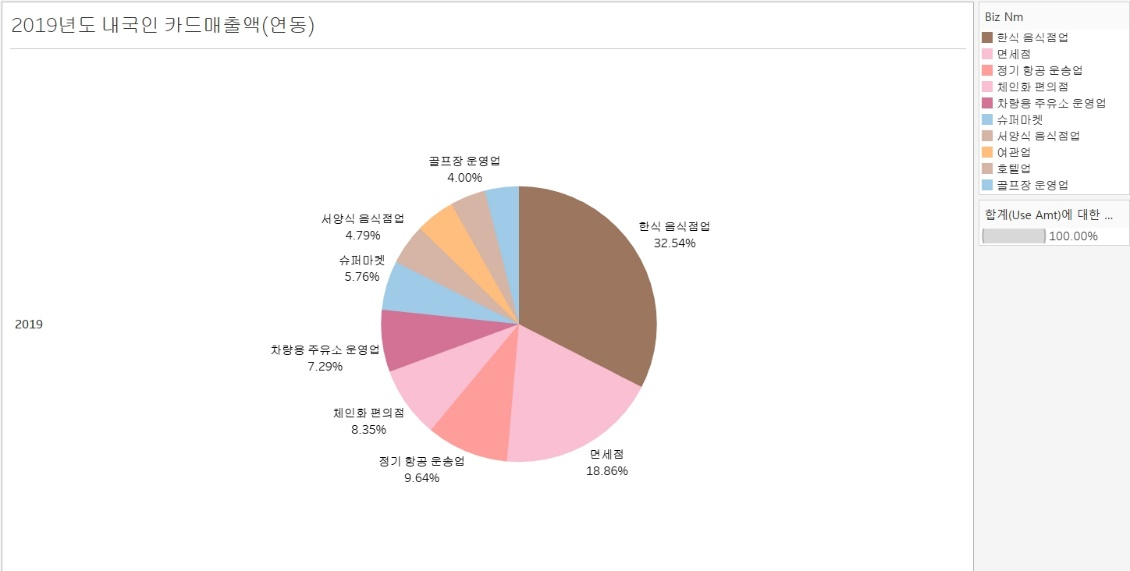 2019년도 내국인 카드매출액(연동)
2019
골프장 운영업
4.00%
서양식 음식점업
4.79%
슈퍼마켓
5.76%
차량용 주유소 운영업
7.29%
체인화 편의점
8.35%
정기 항공 운송업
9.64%
면세점
18.86%
한식 음식점업
32.54%
Biz Nm
한식 음식점업
면세점
정기 항공 운송업
체인화 편의점
차량용 주유소 운영업
슈퍼마켓
서양식 음식점업
여관업
호텔업
골프장 운영업
합계(Use Amt)에 대한 ...
100.00%